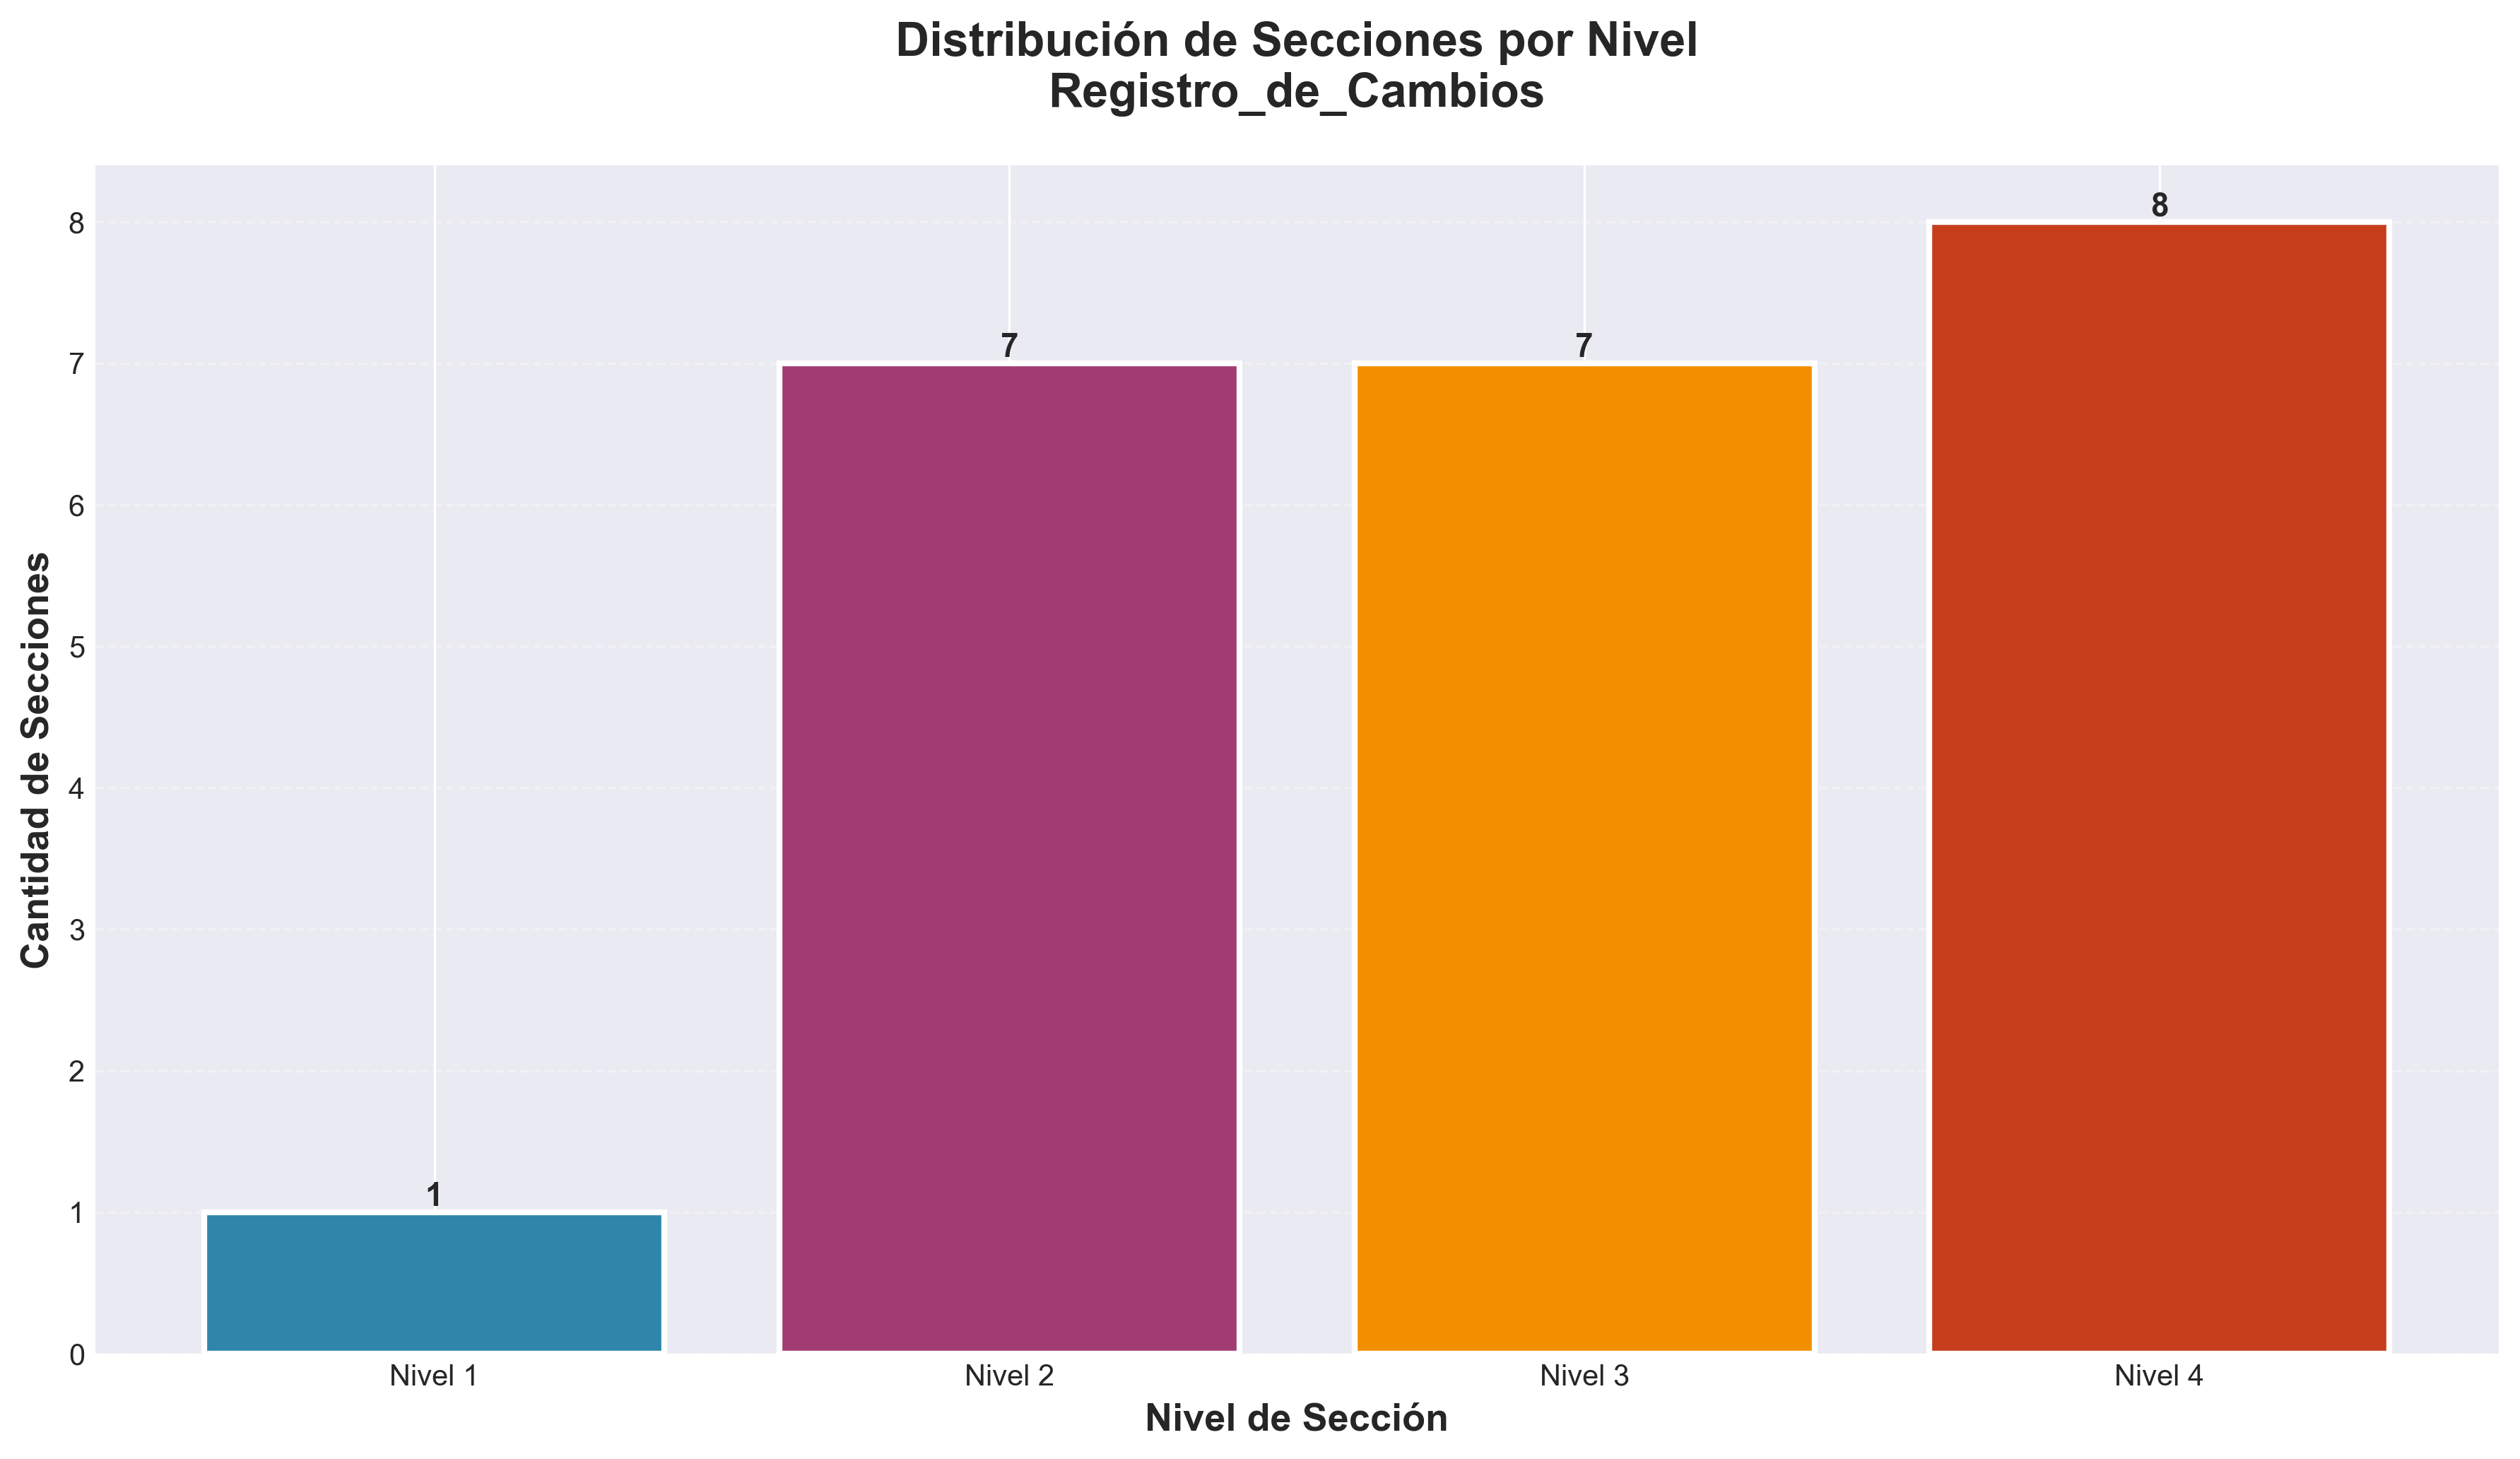 Distribución de Secciones por Nivel
Registro_de_Cambios
Cantidad de Secciones
8
7
6
5
4
3
2
1
0
1
7
7
8
Nivel 1
Nivel 2
Nivel 3
Nivel 4
Nivel de Sección